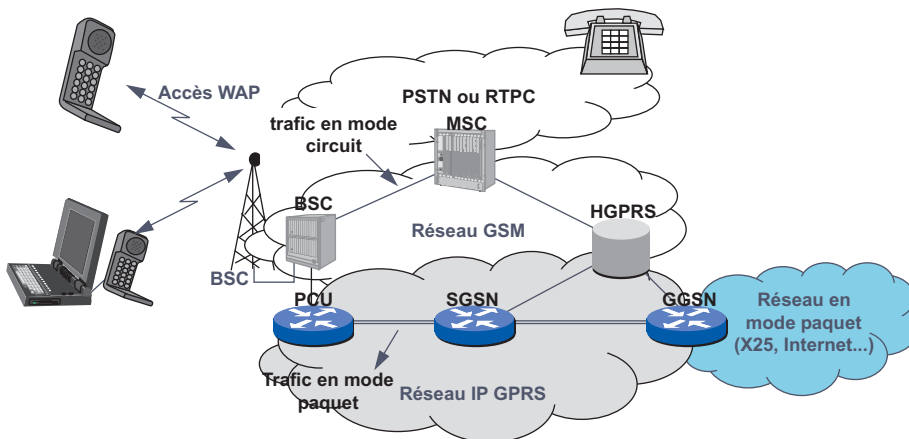 Accès WAP
PSTN ou RTPC
MSC
trafic en mode
circuit
BSC
HGPRS
Réseau GSM
BSC
PCU
SGSN
GGSN
Réseau en
mode paquet
(X25, Internet...)
Trafic en mode
paquet
Réseau IP GPRS